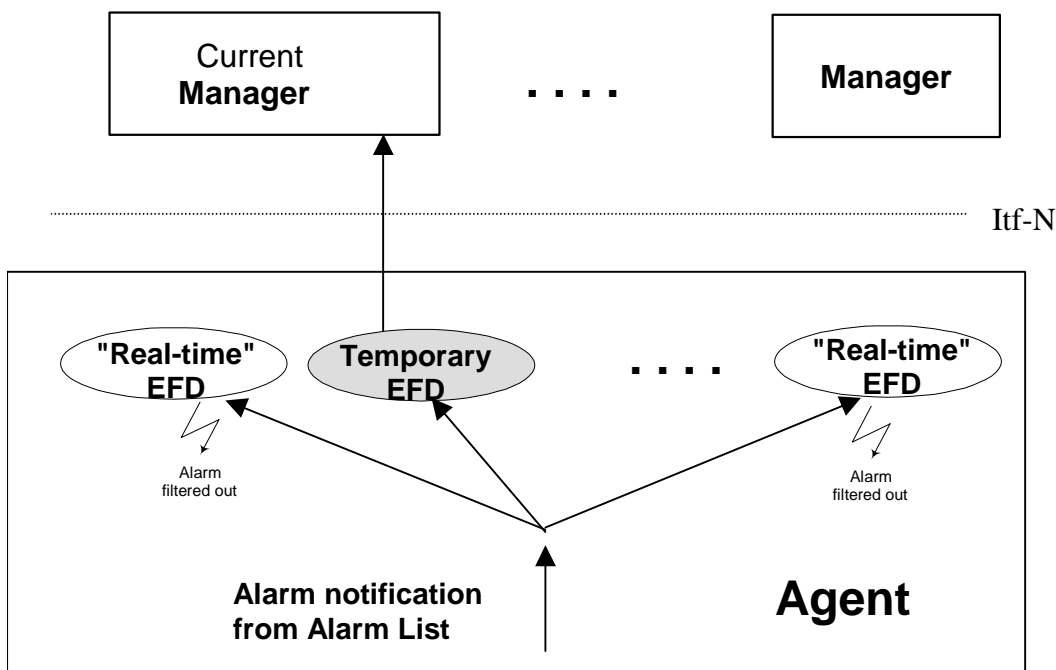 Current
Manager
. . . .
Manager
Itf-N
"Real-time"
EFD
Temporary
EFD
. . . .
"Real-time"
EFD
Alarm
filtered out
Alarm
filtered out
Alarm notification
from Alarm List
Agent